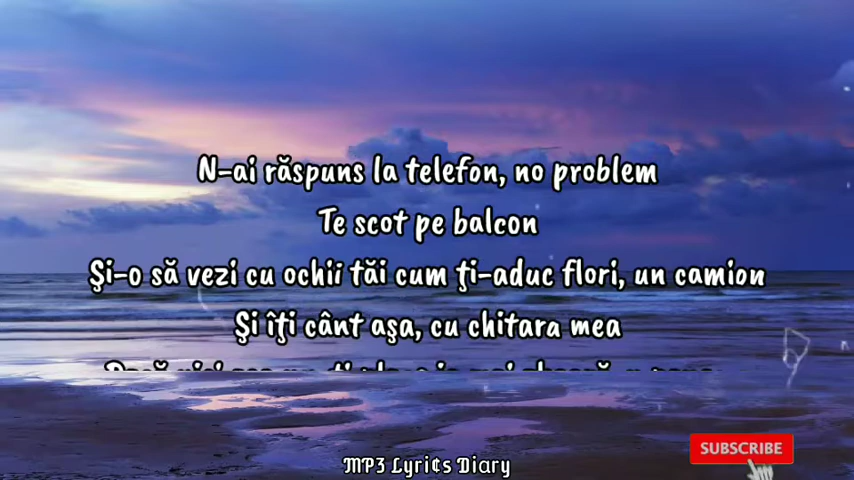 N-ai răspuns la telefon, no problem
Te scot pe balcon
Şi-o să vezi cu ochii tăi cum ţi-aduc flori, un camion
Şi îţi cânt aşa, cu chitara mea
MP3 Lyri¢s Diary
SUBSCRIBE